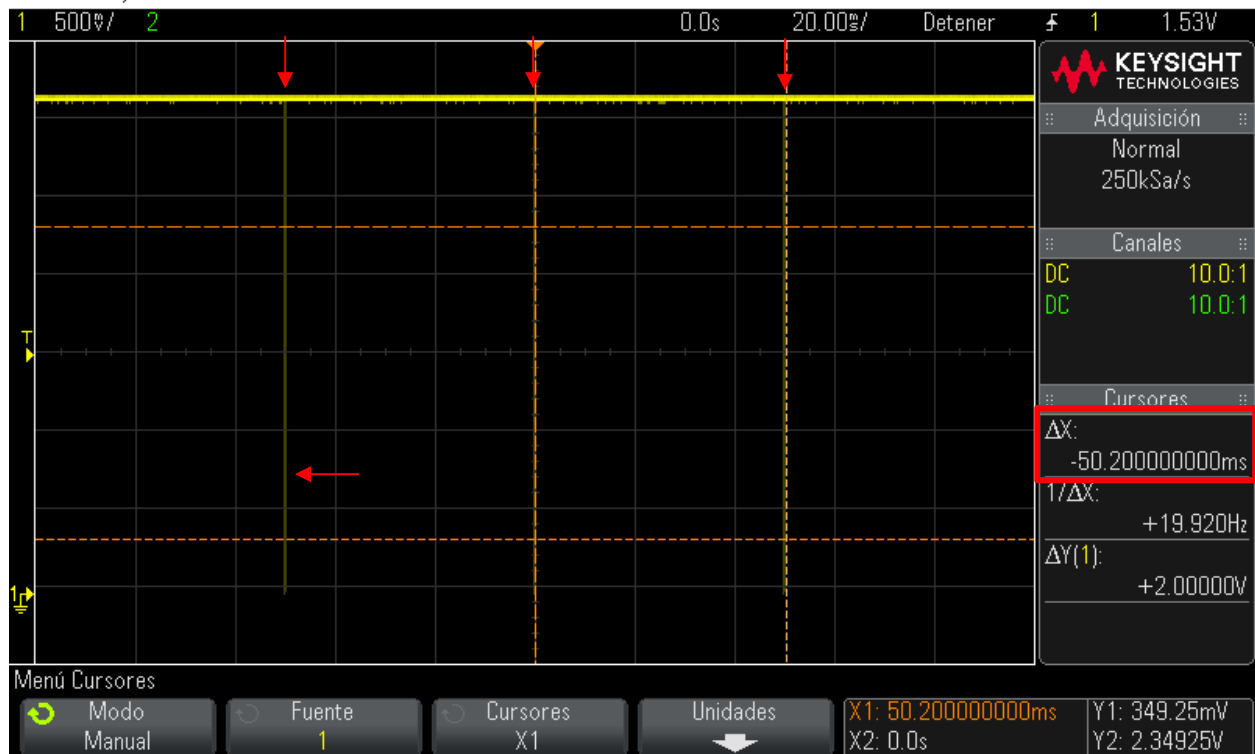 1 500mV/ 2 0.0s 20.00ms/ Detener 1 1.53V
KEYSIGHT
TECHNOLOGIES
Adquisición
Normal
250kSa/s
Canales
DC 10.0:1
DC 10.0:1
T
Cursores
ΔX:
-50.200000000ms
1/ΔX:
+19.920Hz
ΔY(1):
+2.00000V
1
Menú Cursores
Modo
Manual
Fuente
1
Cursores
X1
Unidades
X1: 50.200000000ms
X2: 0.0s
Y1: 349.25mV
Y2: 2.34925V